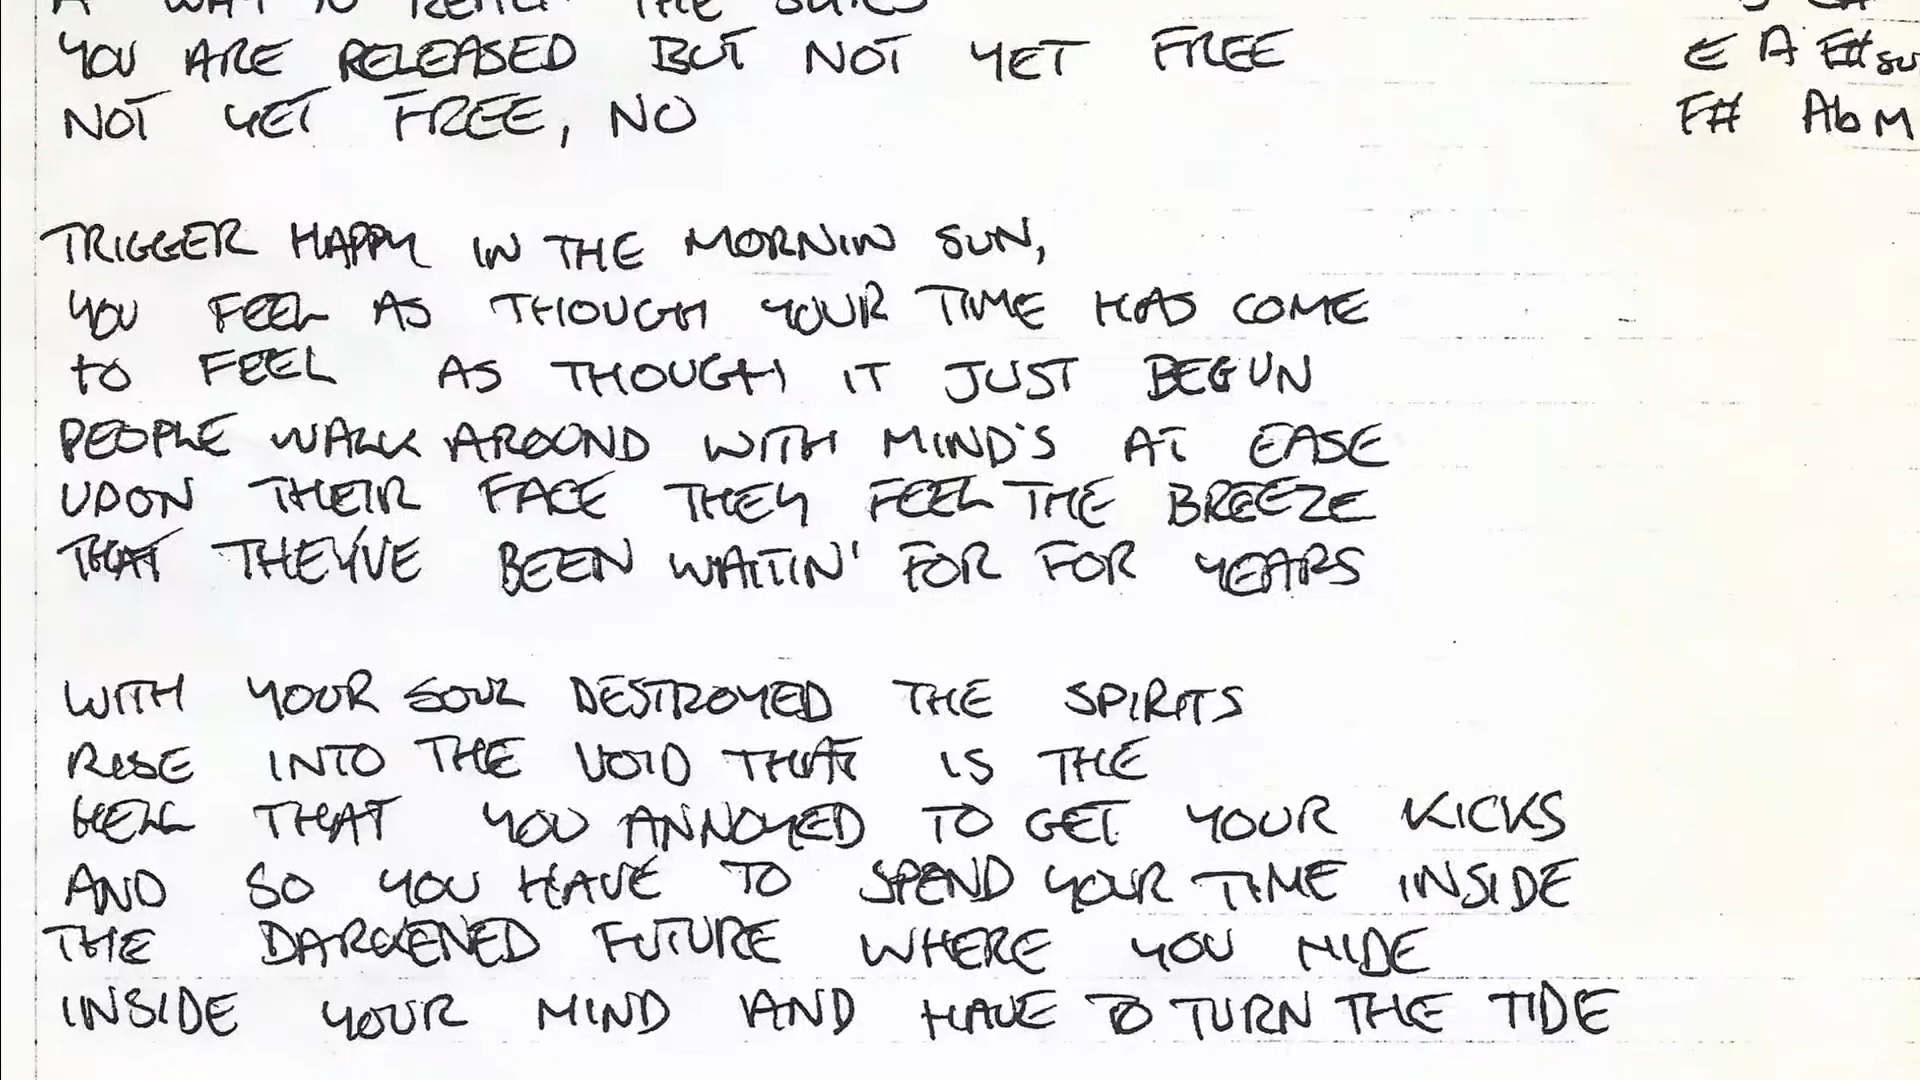 YOU ARE RELEASED BUT NOT YET FREE
NOT YET FREE, NO
E A
F# AbM
TRIGGER HAPPY IN THE MORNIN SUN,
YOU FEEL AS THOUGH YOUR TIME HAS COME
TO FEEL AS THOUGH IT JUST BEGUN
PEOPLE WALK AROUND WITH MIND'S AT EASE
UPON THEIR FACE THEY FEEL THE BREEZE
THAT THEY'VE BEEN WAITIN' FOR FOR YEARS
WITH YOUR SOUL DESTROYED THE SPIRITS
RISE INTO THE VOID THAT IS THE
HELL THAT YOU ANNOYED TO GET YOUR KICKS
AND SO YOU HAVE TO SPEND YOUR TIME INSIDE
THE DARKENED FUTURE WHERE YOU HIDE
INSIDE YOUR MIND AND HAVE TO TURN THE TIDE